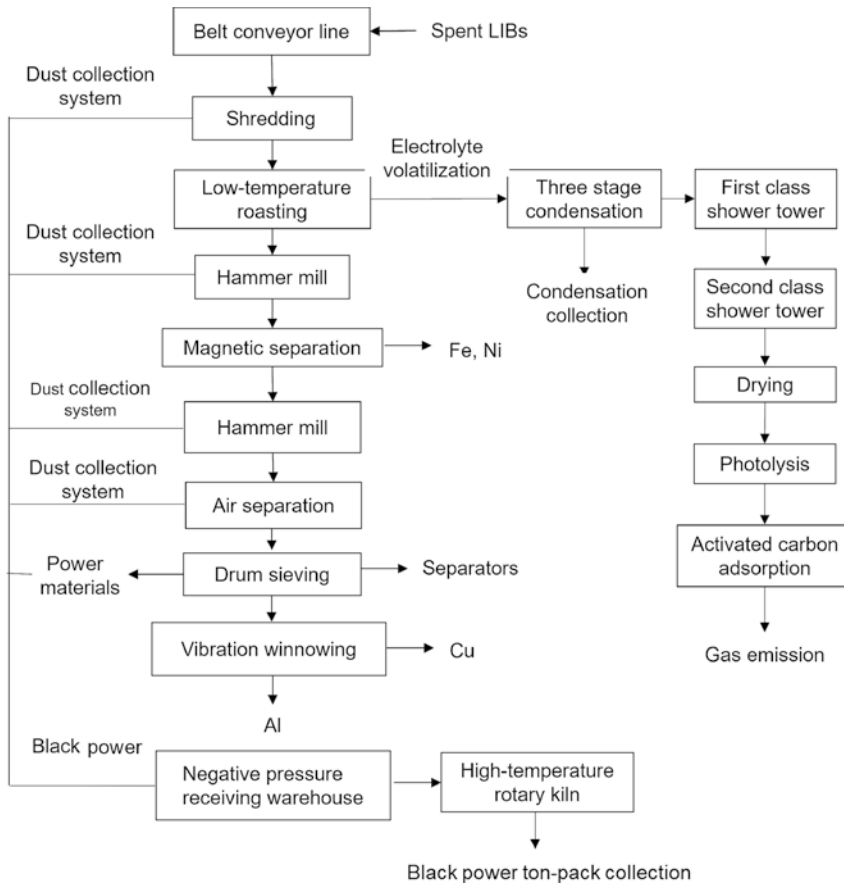 Belt conveyor line
Spent LIBs
Dust collection
system
Shredding
Electrolyte
volatilization
Low-temperature
roasting
Three stage
condensation
First class
shower tower
Dust collection
system
Hammer mill
Condensation
collection
Second class
shower tower
Magnetic separation
Fe, Ni
Drying
Dust collection
system
Hammer mill
Photolysis
Dust collection
system
Air separation
Activated carbon
adsorption
Power
materials
Drum sieving
Separators
Vibration winnowing
Cu
Gas emission
Al
Black power
Negative pressure
receiving warehouse
High-temperature
rotary kiln
Black power ton-pack collection